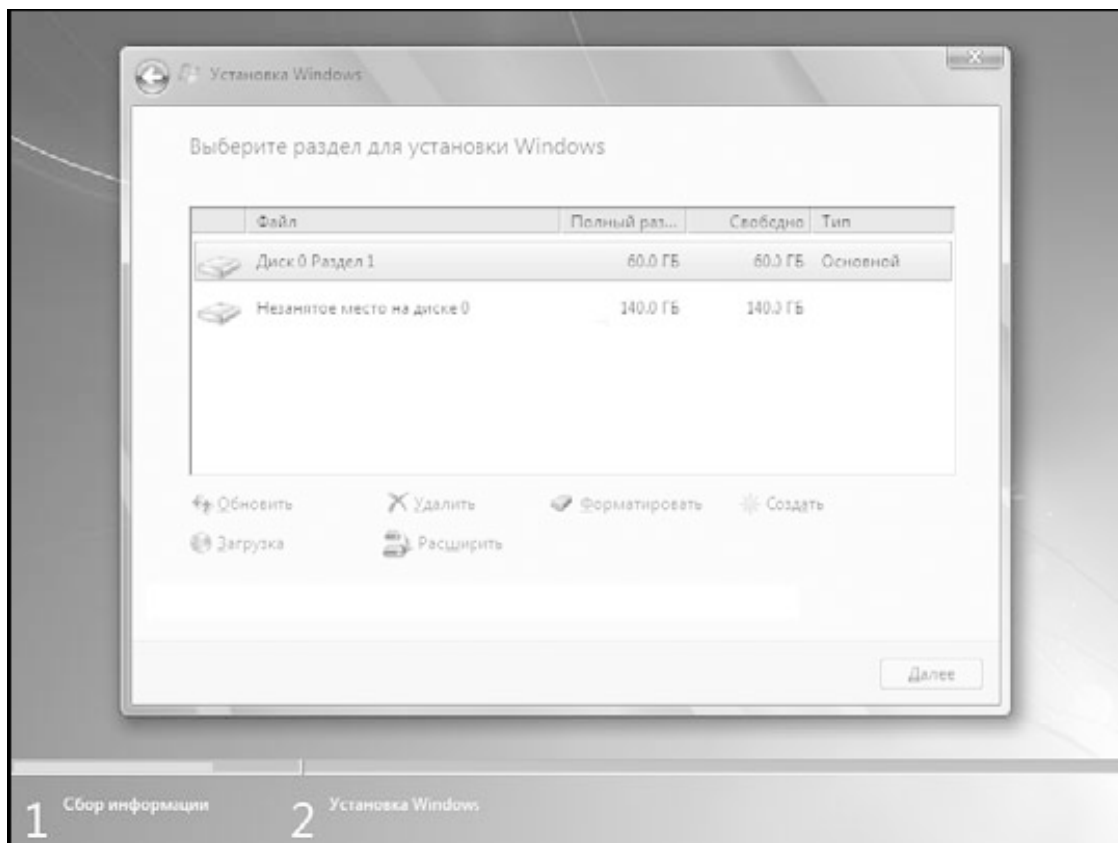 Установка Windows
Выберите раздел для установки Windows
Файл Полный раз... Свободно Тип
Диск 0 Раздел 1 60.0 ГБ 60.0 ГБ Основной
Незанятое место на диске 0 140.0 ГБ 140.0 ГБ
Обновить Удалить Форматировать Создать
Загрузка Расширить
Далее
1 Сбор информации 2 Установка Windows